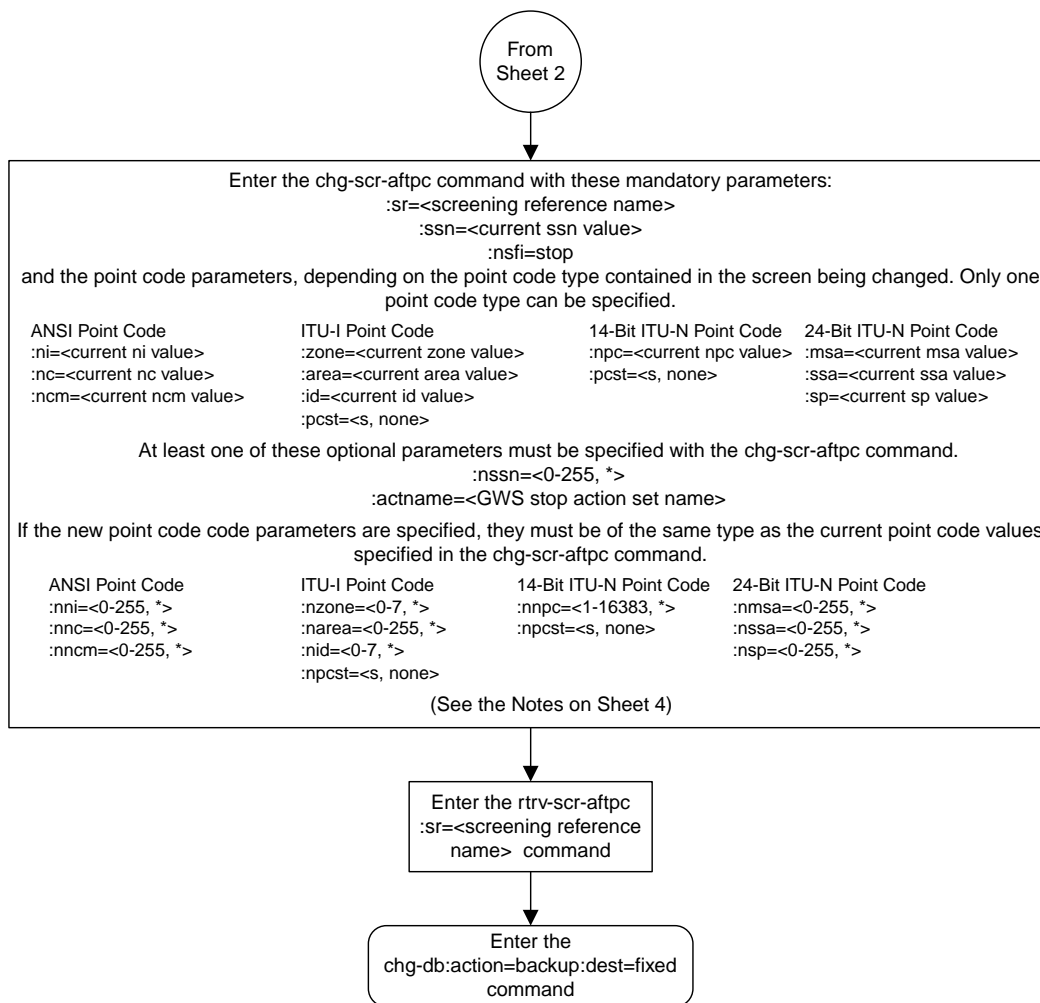 From
Sheet 2
Enter the chg-scr-aftpc command with these mandatory parameters:
:sr=<screening reference name>
:ssn=<current ssn value>
:nsfi=stop
and the point code parameters, depending on the point code type contained in the screen being changed. Only one
point code type can be specified.
ANSI Point Code
:ni=<current ni value>
:nc=<current nc value>
:ncm=<current ncm value>
ITU-I Point Code
:zone=<current zone value>
:area=<current area value>
:id=<current id value>
:pcst=<s, none>
14-Bit ITU-N Point Code
:npc=<current npc value>
:pcst=<s, none>
24-Bit ITU-N Point Code
:msa=<current msa value>
:ssa=<current ssa value>
:sp=<current sp value>
At least one of these optional parameters must be specified with the chg-scr-aftpc command.
:nssn=<0-255, *>
:actname=<GWS stop action set name>
If the new point code code parameters are specified, they must be of the same type as the current point code values
specified in the chg-scr-aftpc command.
ANSI Point Code
:nni=<0-255, *>
:nnc=<0-255, *>
:nncm=<0-255, *>
ITU-I Point Code
:nzone=<0-7, *>
:narea=<0-255, *>
:nid=<0-7, *>
:npcst=<s, none>
14-Bit ITU-N Point Code
:nnpc=<1-16383, *>
:npcst=<s, none>
24-Bit ITU-N Point Code
:nmsa=<0-255, *>
:nssa=<0-255, *>
:nsp=<0-255, *>
(See the Notes on Sheet 4)
Enter the rtrv-scr-aftpc
:sr=<screening reference
name> command
Enter the
chg-db:action=backup:dest=fixed
command